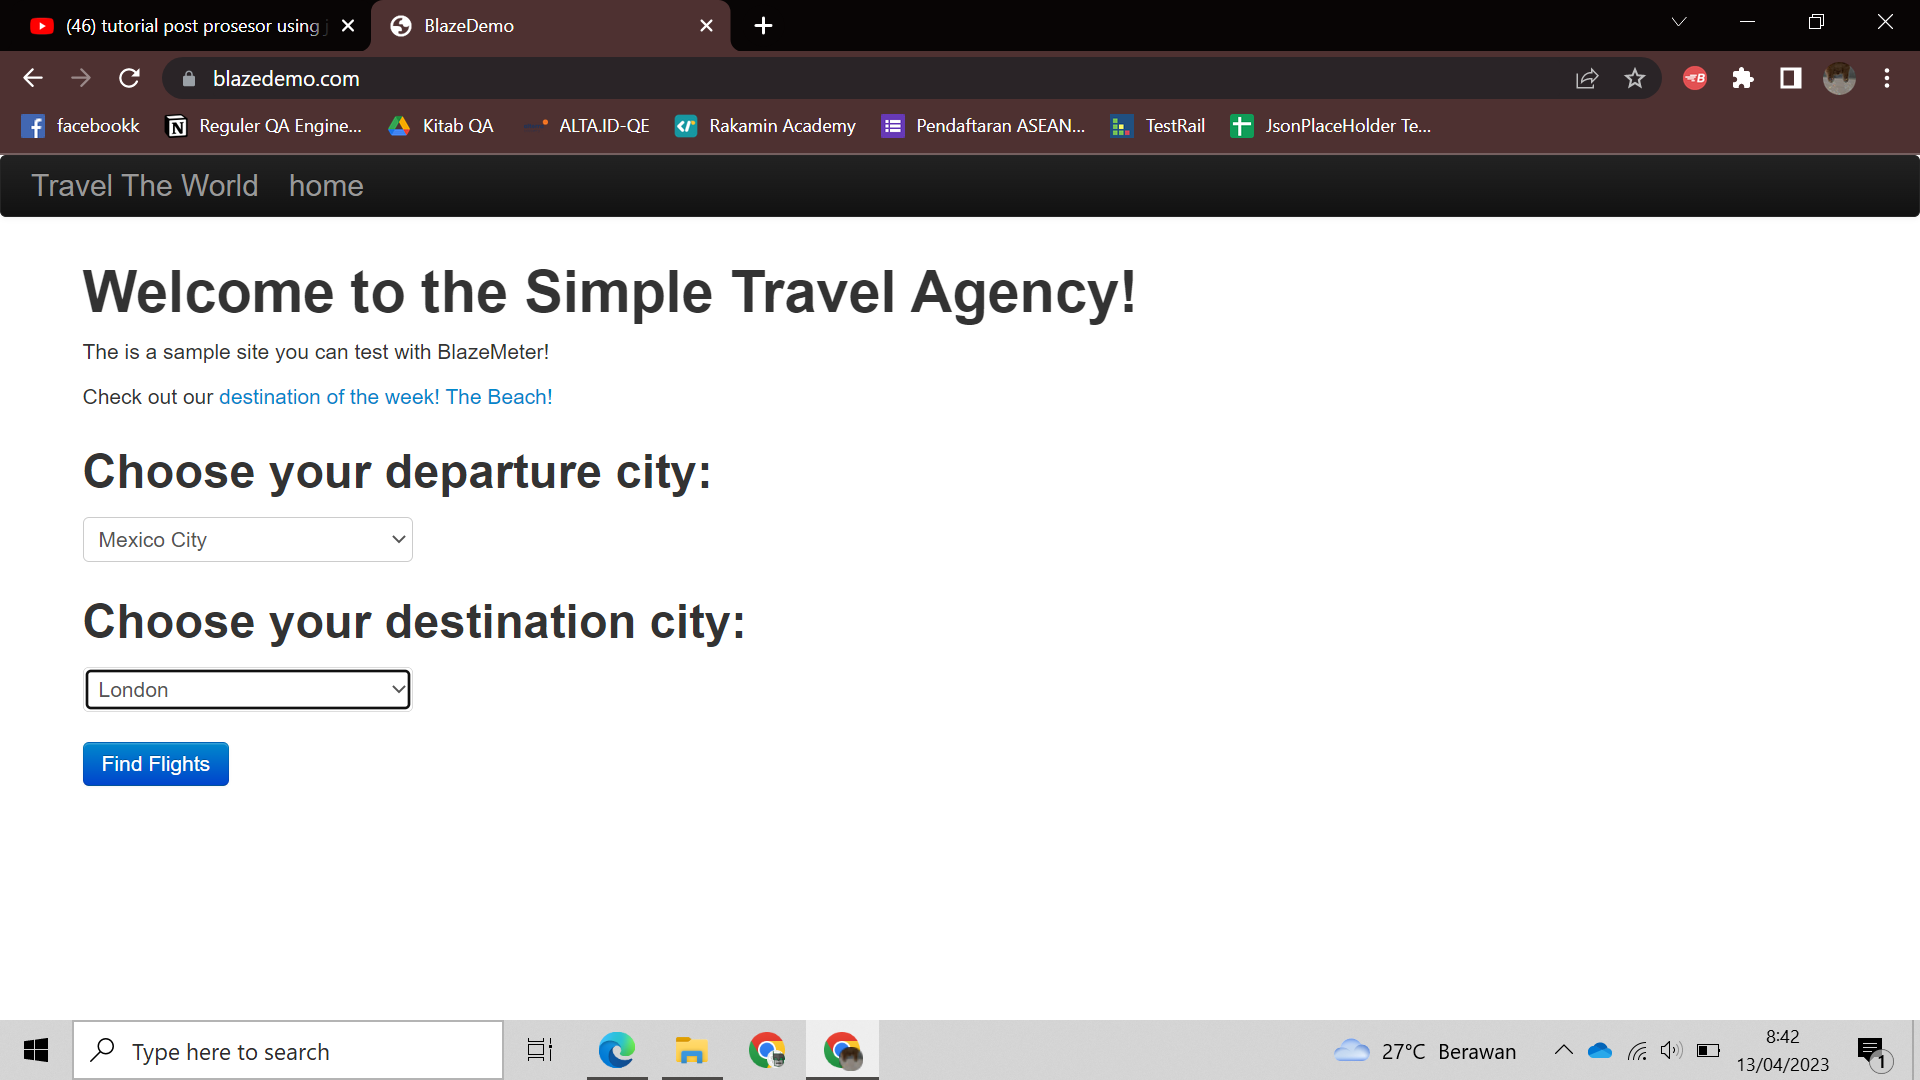 (46) tutorial post prosesor using j
BlazeDemo
blazedemo.com
facebookk
Reguler QA Engine...
Kitab QA
ALTA.ID-QE
Rakamin Academy
Pendaftaran ASEAN...
TestRail
JsonPlaceHolder Te...
Travel The World
home
Welcome to the Simple Travel Agency!
The is a sample site you can test with BlazeMeter!
Check out our destination of the week! The Beach!
Choose your departure city:
Mexico City
Choose your destination city:
London
Find Flights
Type here to search
27°C Berawan
8:42
13/04/2023
1